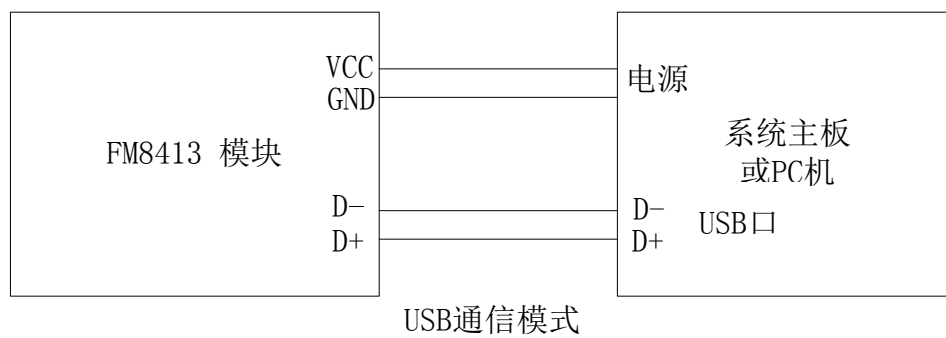 VCC
GND
FM8413 模块
D-
D+
电源
系统主板
或PC机
D-
D+
USB口
USB通信模式